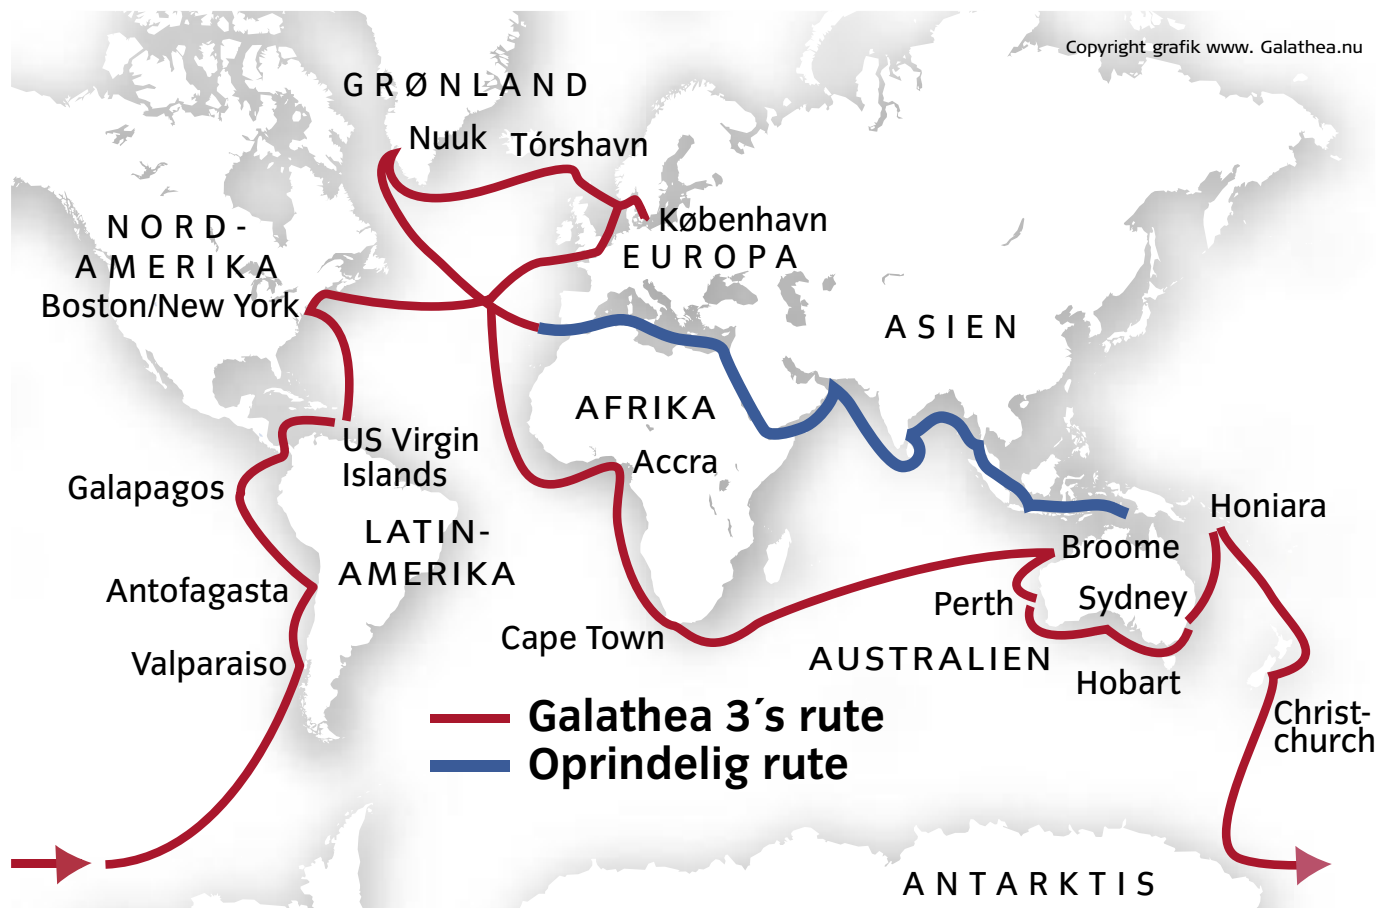 Copyright grafik www. Galathea.nu
GRØNLAND
Nuuk
Tórshavn
København
EUROPA
NORD-
AMERIKA
Boston/New York
ASIEN
AFRIKA
Accra
US Virgin
Islands
Galapagos
LATIN-
AMERIKA
Antofagasta
Valparaiso
Cape Town
Honiara
Broome
Perth
Sydney
AUSTRALIEN
Hobart
Christ-
church
Galathea 3´s rute
Oprindelig rute
ANTARKTIS